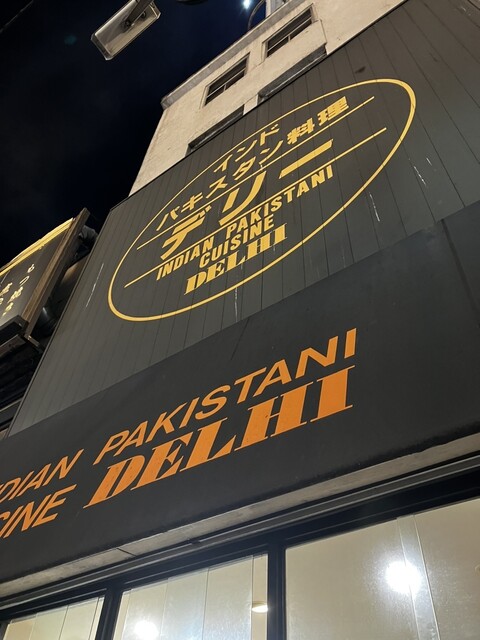 インド
パキスタン料理
デリー
INDIAN PAKISTANI
CUISINE
DELHI
INDIAN PAKISTANI
CUISINE DELHI